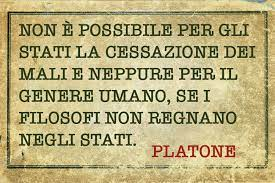 NON È POSSIBILE PER GLI
STATI LA CESSAZIONE DEI
MALI E NEPPURE PER IL
GENERE UMANO, SE I
FILOSOFI NON REGNANO
NEGLI STATI.
PLATONE